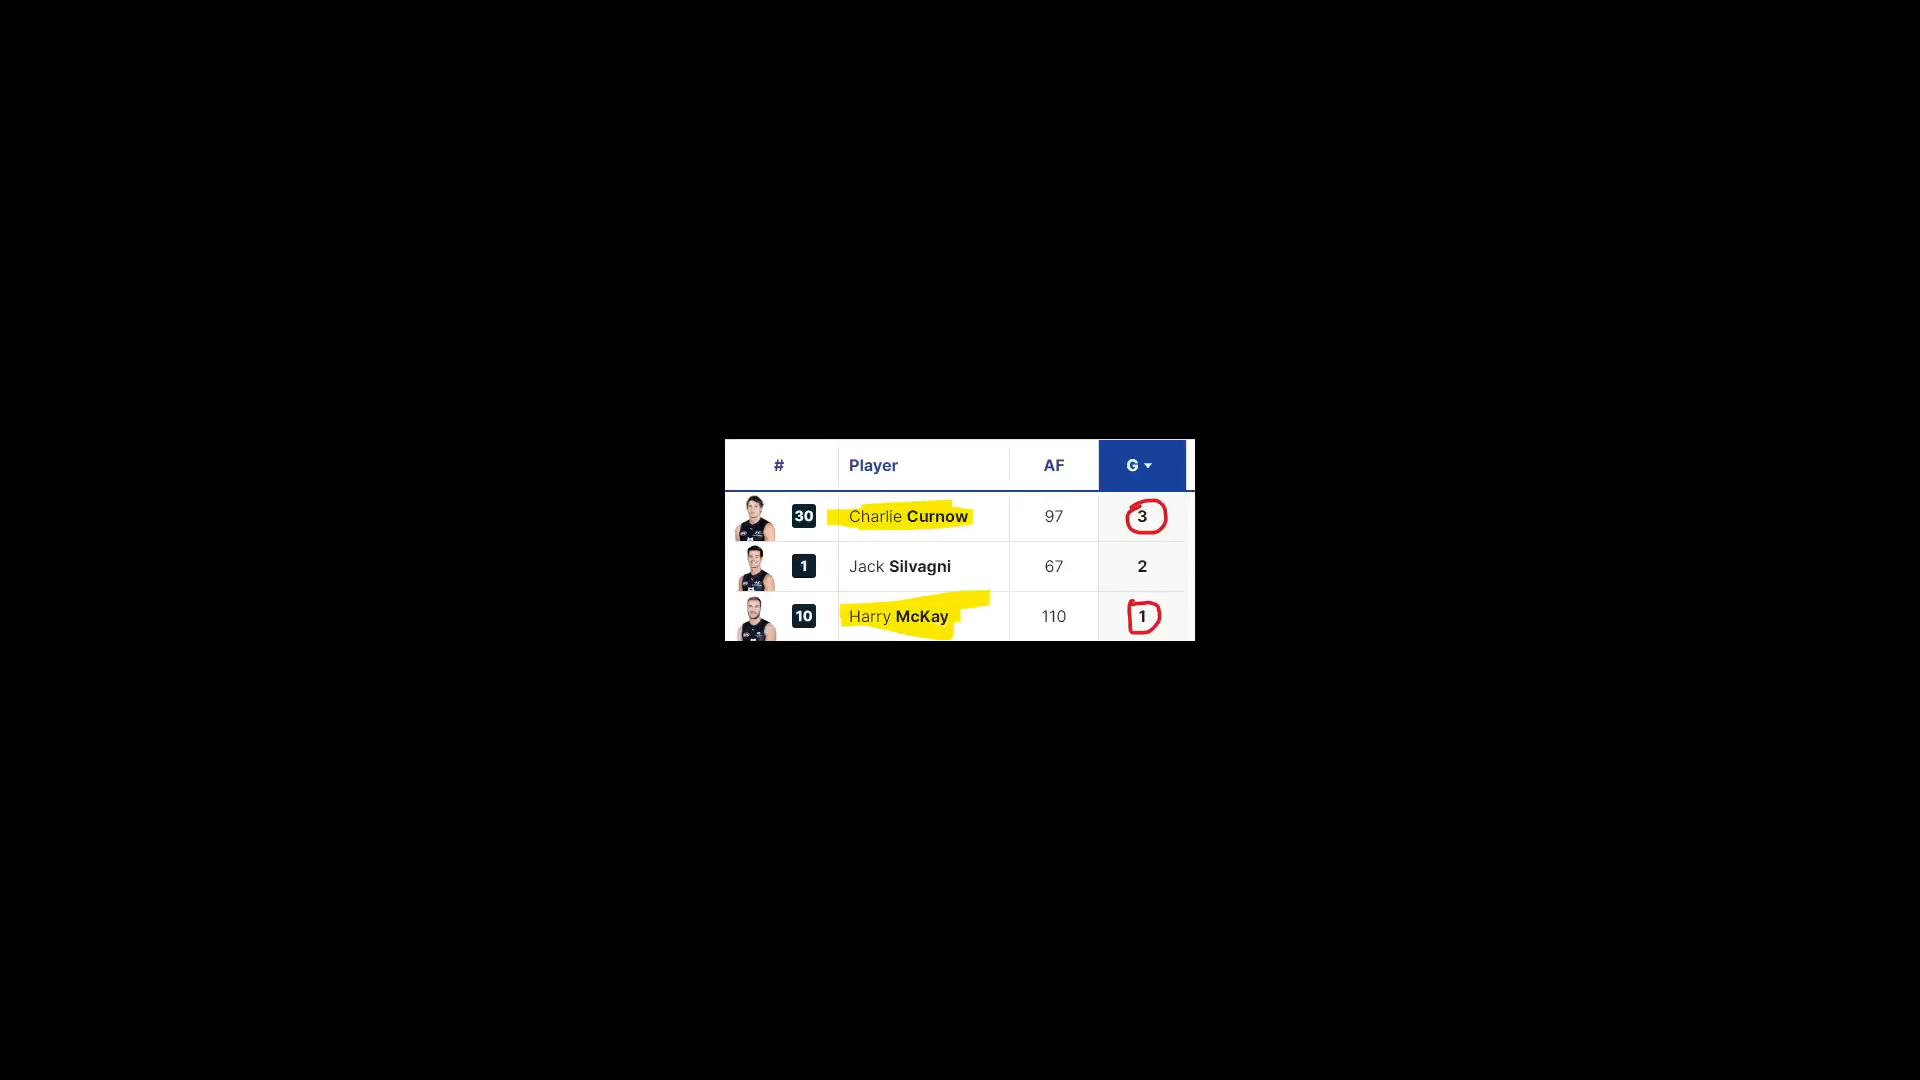 # Player AF G
30 Charlie Curnow 97 3
1 Jack Silvagni 67 2
10 Harry McKay 110 1